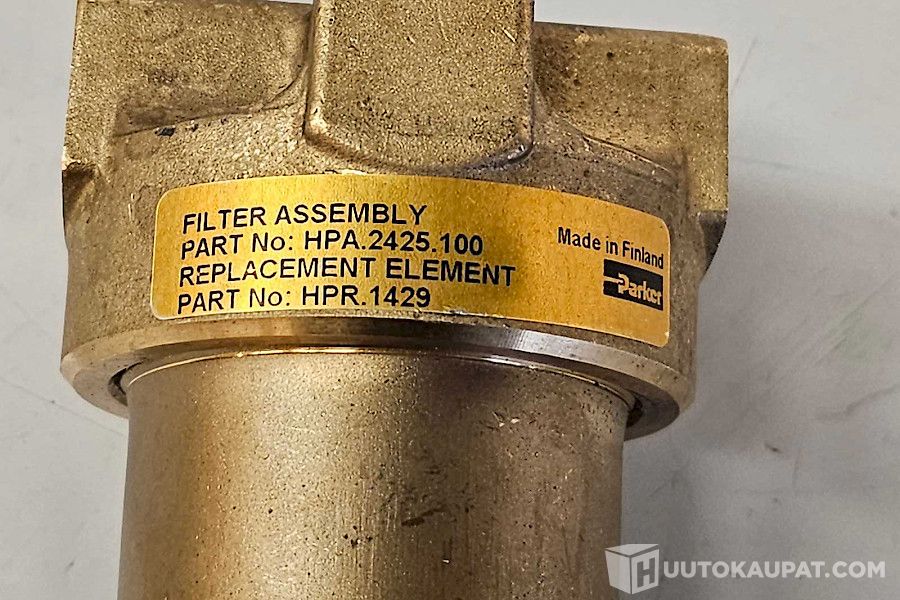 FILTER ASSEMBLY
PART No: HPA.2425.100
REPLACEMENT ELEMENT
PART No: HPR.1429
Made in Finland
Parker
HUUTOKAUPAT.COM